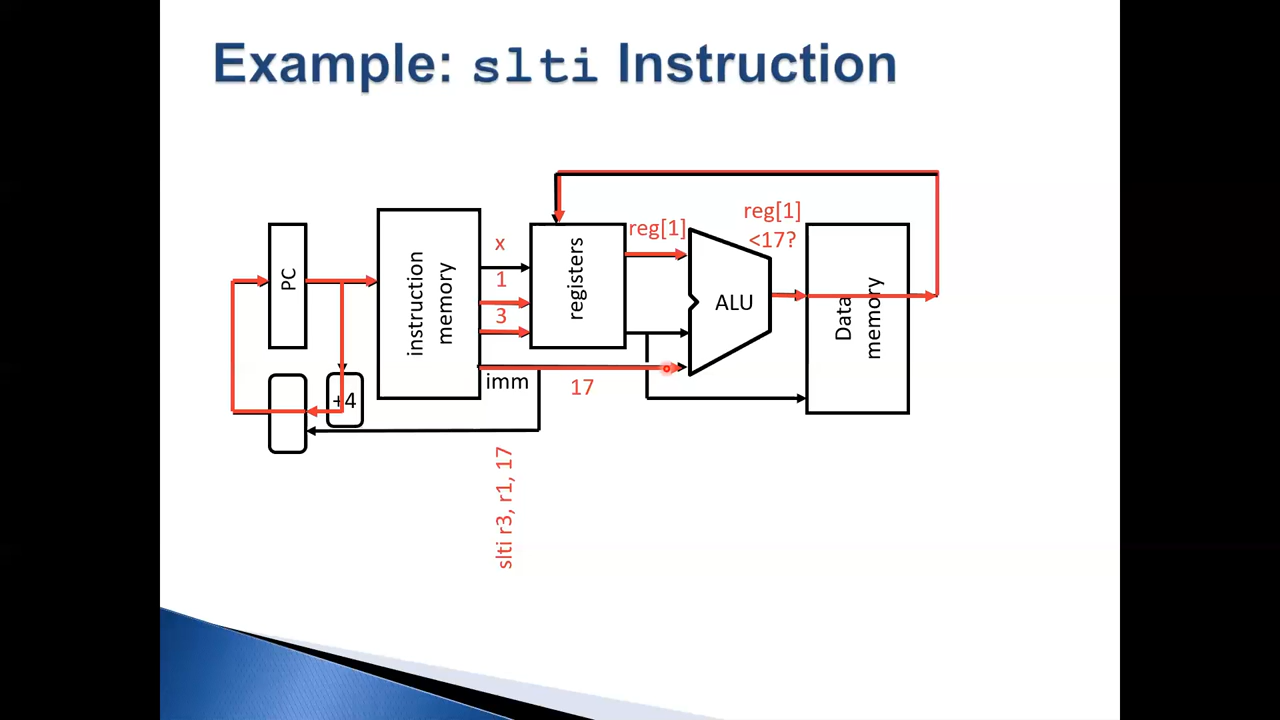 Example: slti Instruction
PC
+4
instruction
memory
x
1
3
imm
17
registers
reg[1]
ALU
reg[1]
<17?
Data
memory
slti r3, r1, 17